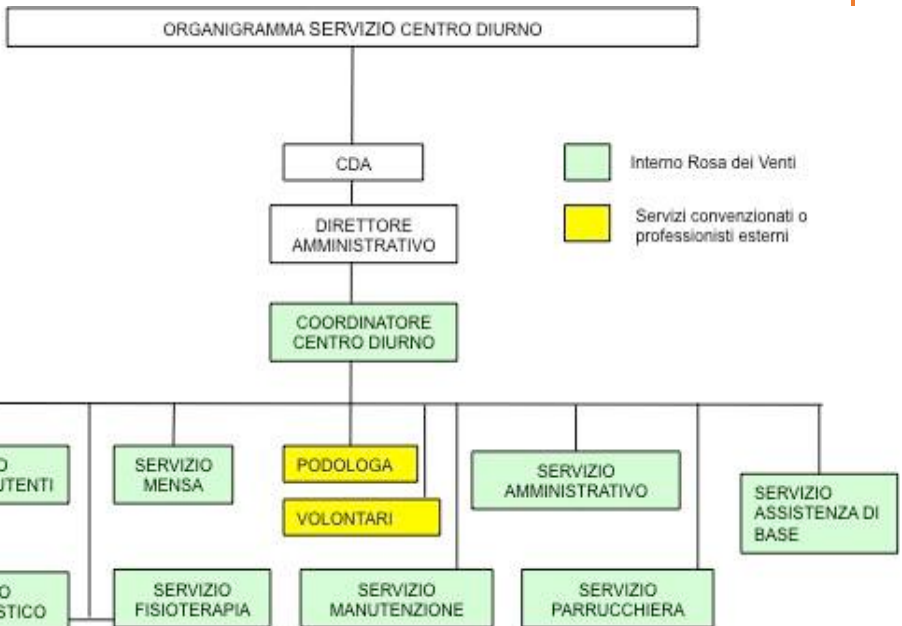 ORGANIGRAMMA SERVIZIO CENTRO DIURNO
CDA
Interno Rosa dei Venti
DIRETTORE
AMMINISTRATIVO
Servizi convenzionati o
professionisti esterni
COORDINATORE
CENTRO DIURNO
UTENTI
SERVIZIO
MENSA
PODOLOGA
VOLONTARI
SERVIZIO
AMMINISTRATIVO
SERVIZIO
ASSISTENZA DI
BASE
SERVIZIO
FISIOTERAPIA
SERVIZIO
MANUTENZIONE
SERVIZIO
PARRUCCHIERA